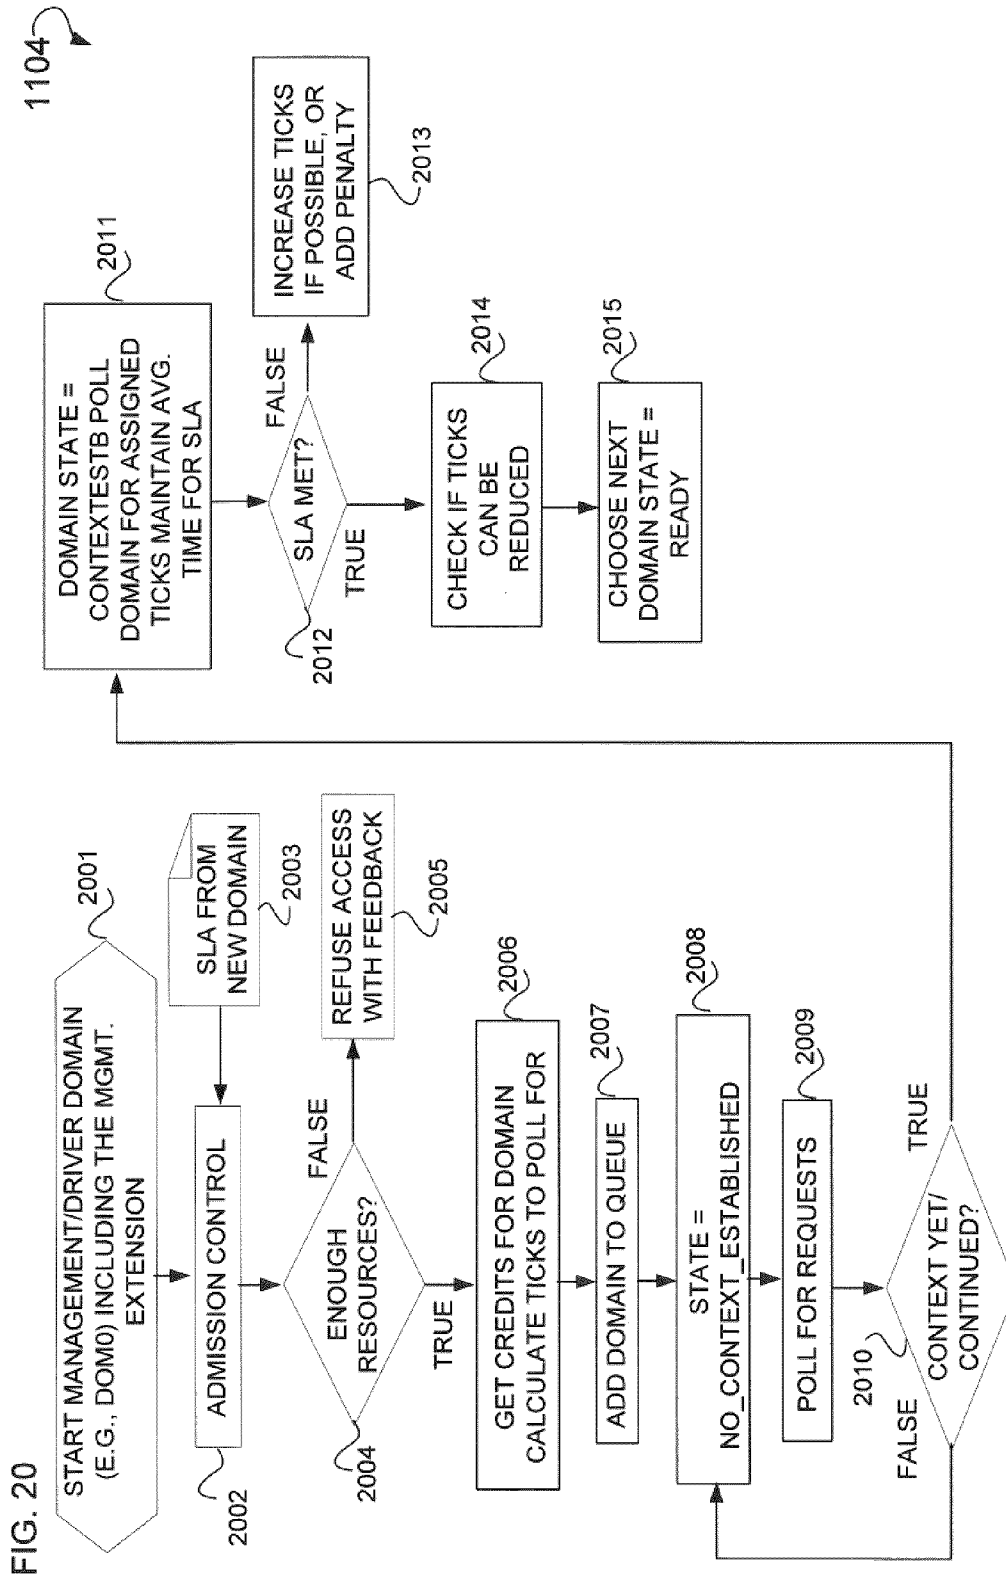 FIG. 20
1104
START MANAGEMENT/DRIVER DOMAIN
(E.G., DOM0) INCLUDING THE MGMT.
EXTENSION
2001
ADMISSION CONTROL
2002
SLA FROM
NEW DOMAIN
2003
ENOUGH
RESOURCES?
2004
FALSE
TRUE
REFUSE ACCESS
WITH FEEDBACK
2005
GET CREDITS FOR DOMAIN
CALCULATE TICKS TO POLL FOR
2006
ADD DOMAIN TO QUEUE
2007
STATE =
NO_CONTEXT_ESTABLISHED
2008
POLL FOR REQUESTS
2009
CONTEXT YET/
CONTINUED?
2010
FALSE
TRUE
DOMAIN STATE =
CONTEXTESTB POLL
DOMAIN FOR ASSIGNED
TICKS MAINTAIN AVG.
TIME FOR SLA
2011
SLA MET?
2012
FALSE
TRUE
INCREASE TICKS
IF POSSIBLE, OR
ADD PENALTY
2013
CHECK IF TICKS
CAN BE
REDUCED
2014
CHOOSE NEXT
DOMAIN STATE =
READY
2015